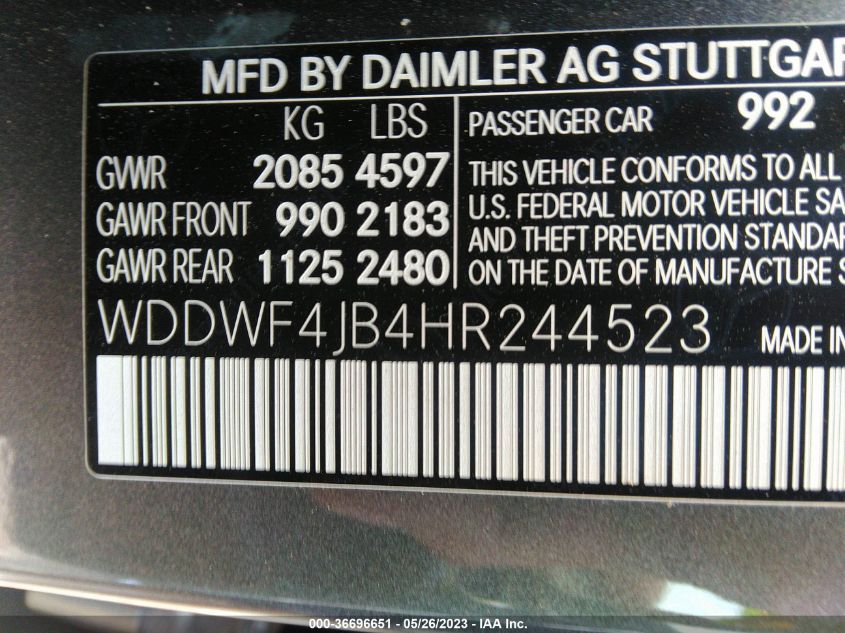 MFD BY DAIMLER AG STUTTGAR
KG LBS
GVWR 2085 4597
GAWR FRONT 990 2183
GAWR REAR 1125 2480
PASSENGER CAR 992
THIS VEHICLE CONFORMS TO ALL
U.S. FEDERAL MOTOR VEHICLE SA
AND THEFT PREVENTION STANDAR
ON THE DATE OF MANUFACTURE S
WDDWF4JB4HR244523 MADE IN
000-36696651 / 05/26/2023 - IAA Inc.